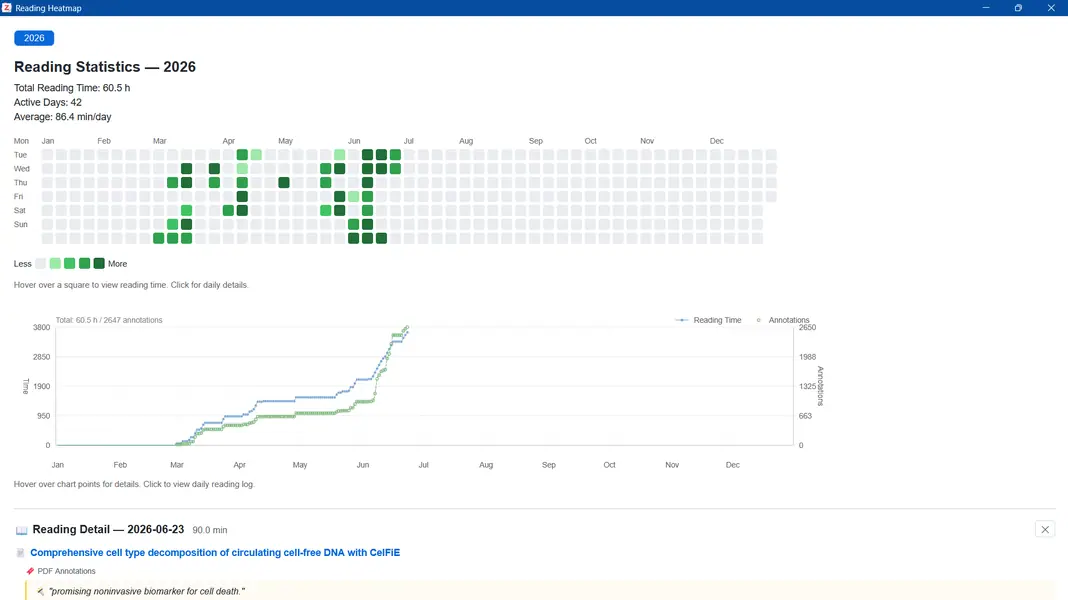 Z Reading Heatmap
2026
Reading Statistics — 2026
Total Reading Time: 60.5 h
Active Days: 42
Average: 86.4 min/day
Mon Jan Feb Mar Apr May Jun Jul Aug Sep Oct Nov Dec
Tue
Wed
Thu
Fri
Sat
Sun
Less More
Hover over a square to view reading time. Click for daily details.
Total: 60.5 h / 2647 annotations
Reading Time Annotations
3800 2650
2850 1988
1900 1325
950 663
0 0
Time
Annotations
Jan Feb Mar Apr May Jun Jul Aug Sep Oct Nov Dec
Hover over chart points for details. Click to view daily reading log.
Reading Detail — 2026-06-23 90.0 min
Comprehensive cell type decomposition of circulating cell-free DNA with CelFiE
PDF Annotations
"promising noninvasive biomarker for cell death."